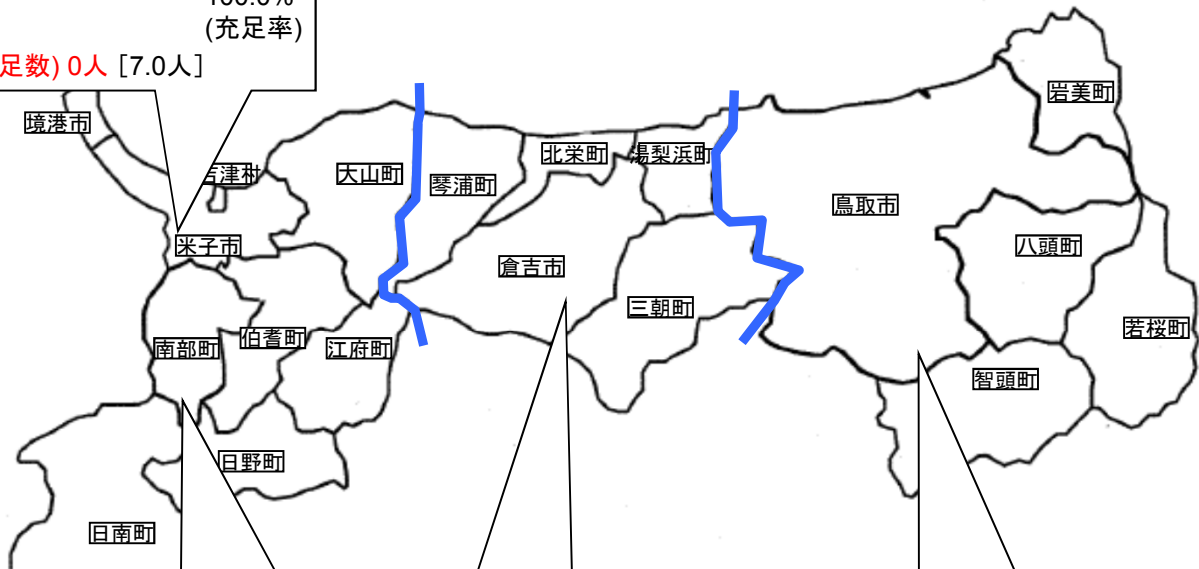 100.0%
(充足率)
足数) 0人 [7.0人]
岩美町
境港市
北栄町
湯梨浜町
吉津村
大山町
琴浦町
鳥取市
米子市
八頭町
倉吉市
三朝町
若桜町
伯耆町
南部町
江府町
智頭町
日野町
日南町